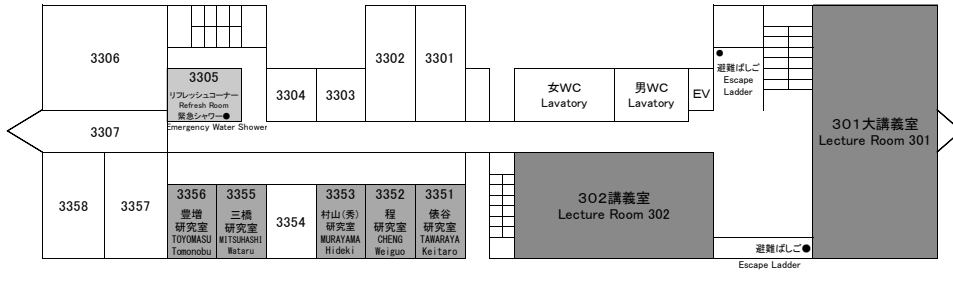 3306
3305
リフレッシュコーナー
Refresh Room
緊急シャワー●
Emergency Water Shower
3304
3303
3302
3301
女WC
Lavatory
男WC
Lavatory
EV
避難ばしご
Escape
Ladder
301大講義室
Lecture Room 301
3307
3358
3357
3356
豊増
研究室
TOYOMASU
Tomonobu
3355
三橋
研究室
MITSUHASHI
Wataru
3354
3353
村山(秀)
研究室
MURAYAMA
Hideki
3352
程
研究室
CHENG
Weiguo
3351
俵谷
研究室
TAWARAYA
Keitaro
302講義室
Lecture Room 302
避難ばしご●
Escape Ladder